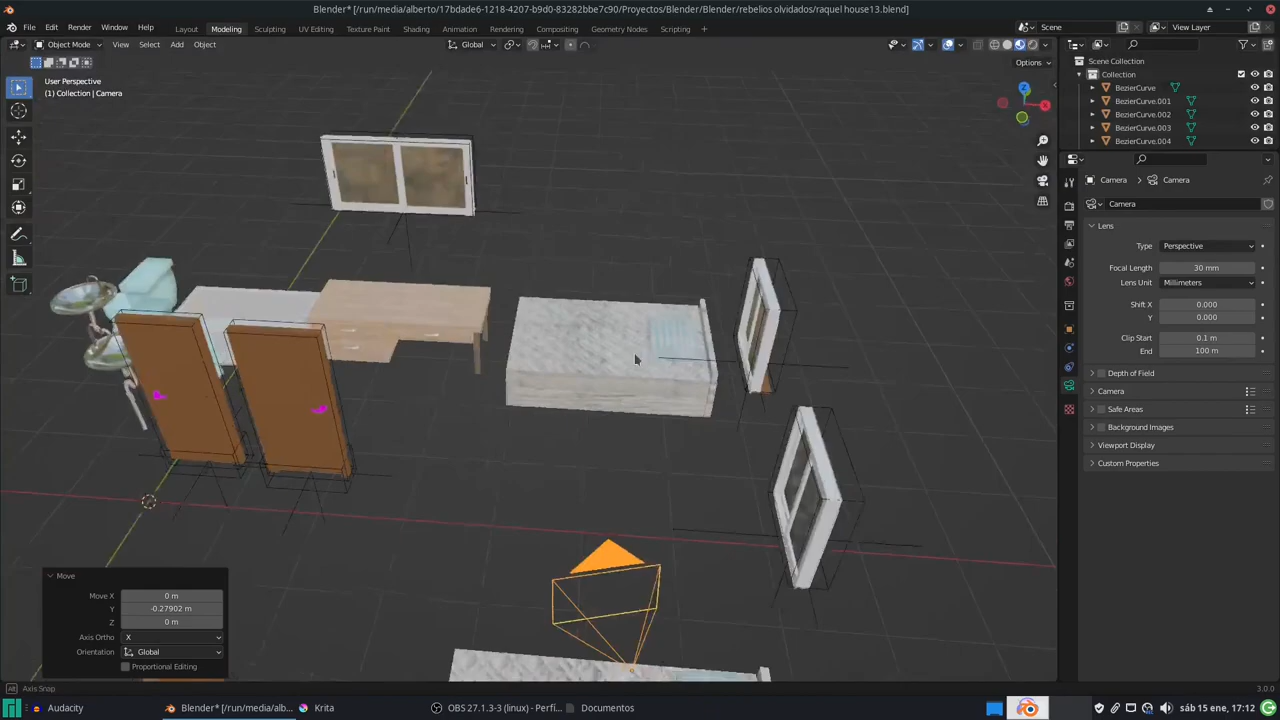 Blender* [/run/media/alberto/17bdade6-1218-4207-b9d0-83282bbe7c90/Proyectos/Blender/Blender/rebelios olvidados/raquel house13.blend]
File Edit Render Window Help Layout Modeling Sculpting UV Editing Texture Paint Shading Animation Rendering Compositing Geometry Nodes Scripting + Scene View Layer
Object Mode View Select Add Object Global
Options
User Perspective
(1) Collection | Camera
X
Z
Scene Collection
Collection
BezierCurve
BezierCurve.001
BezierCurve.002
BezierCurve.003
BezierCurve.004
Camera Camera
Camera
Lens
Type Perspective
Focal Length 30 mm
Lens Unit Millimeters
Shift X 0.000
Y 0.000
Clip Start 0.1 m
End 100 m
Depth of Field
Camera
Safe Areas
Background Images
Viewport Display
Custom Properties
Move
Move X 0 m
Y -0.27902 m
Z 0 m
Axis Ortho X
Orientation Global
Proportional Editing
Alt Axis Snap 3.0.0
Audacity Blender* [/run/media/alb... Krita OBS 27.1.3-3 (linux) - Perfi... Documentos sáb 15 ene, 17:12